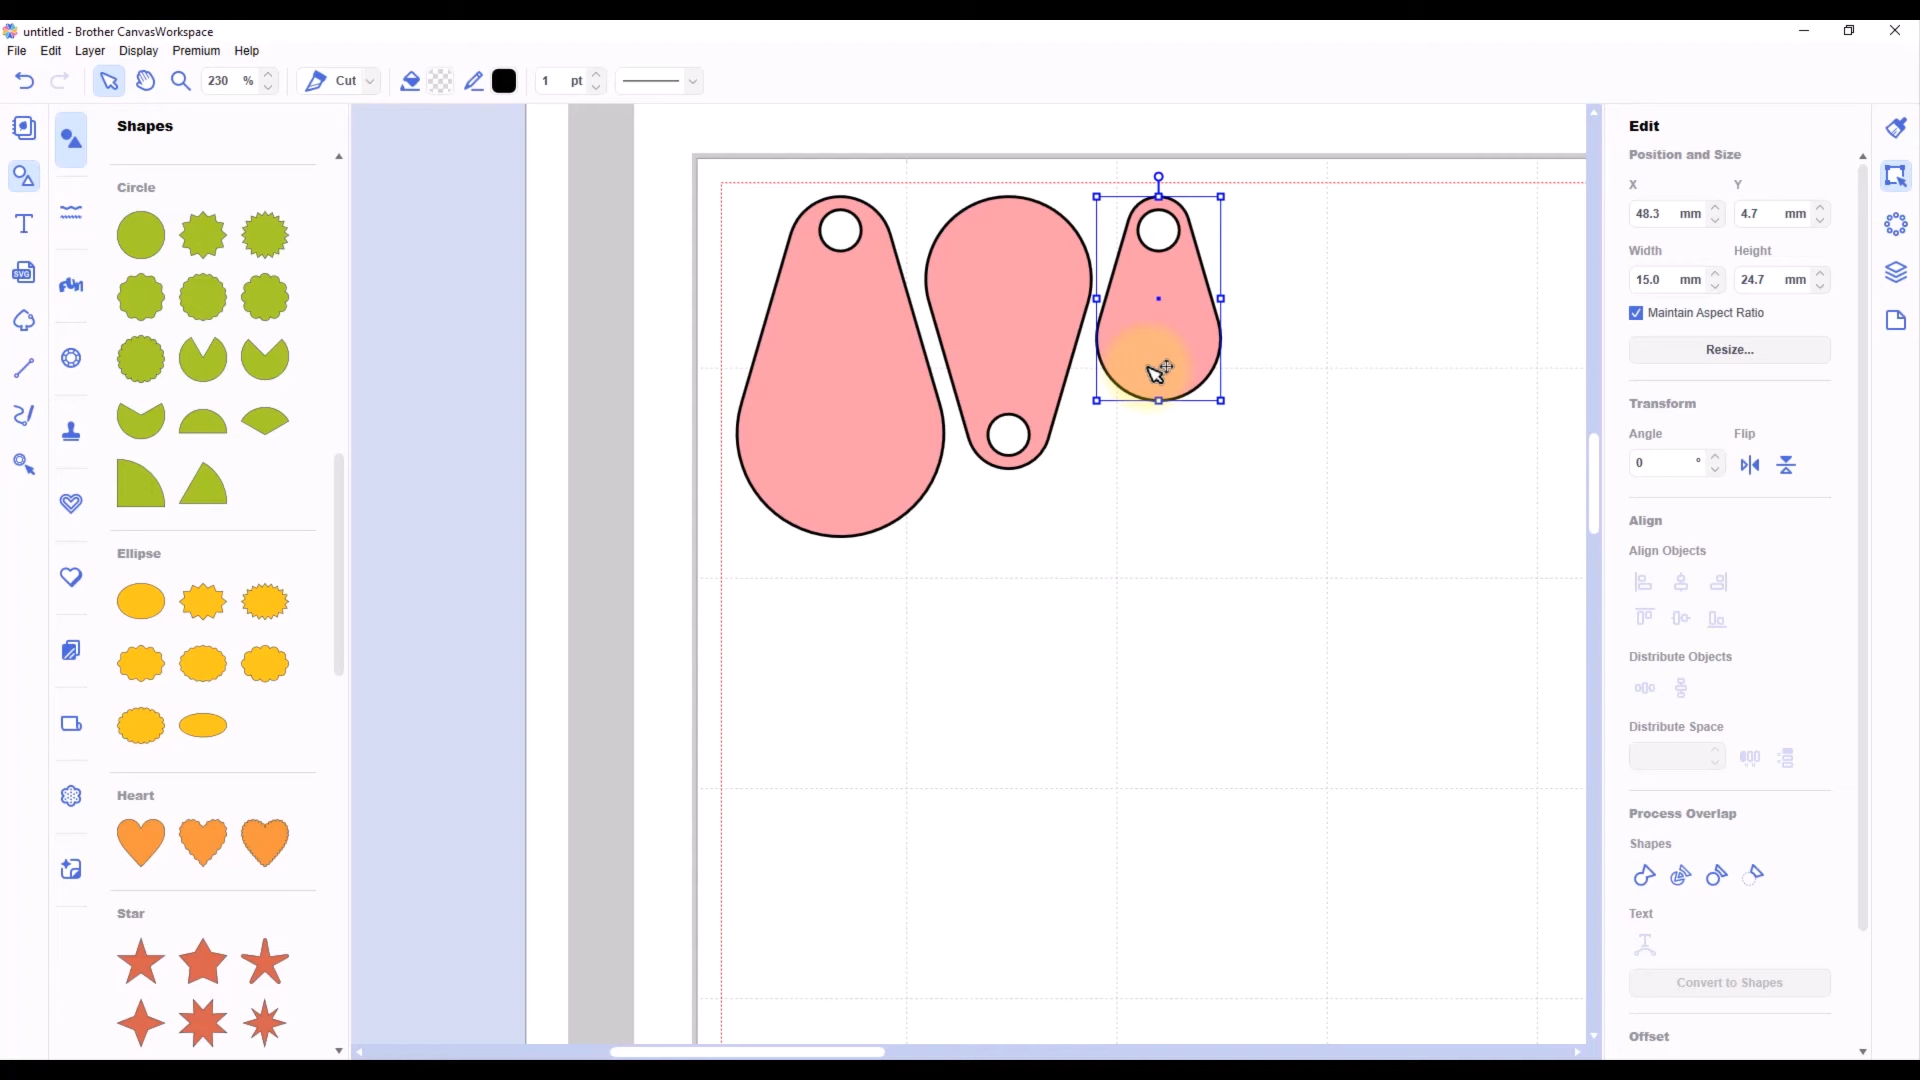 untitled - Brother CanvasWorkspace
File Edit Layer Display Premium Help
230 % Cut 1 pt
Shapes
Circle
Ellipse
Heart
Star
SVG
Fun
Edit
Position and Size
X Y
48.3 mm 4.7 mm
Width Height
15.0 mm 24.7 mm
Maintain Aspect Ratio
Resize...
Transform
Angle Flip
0 °
Align
Align Objects
Distribute Objects
Distribute Space
Process Overlap
Shapes
Text
Convert to Shapes
Offset